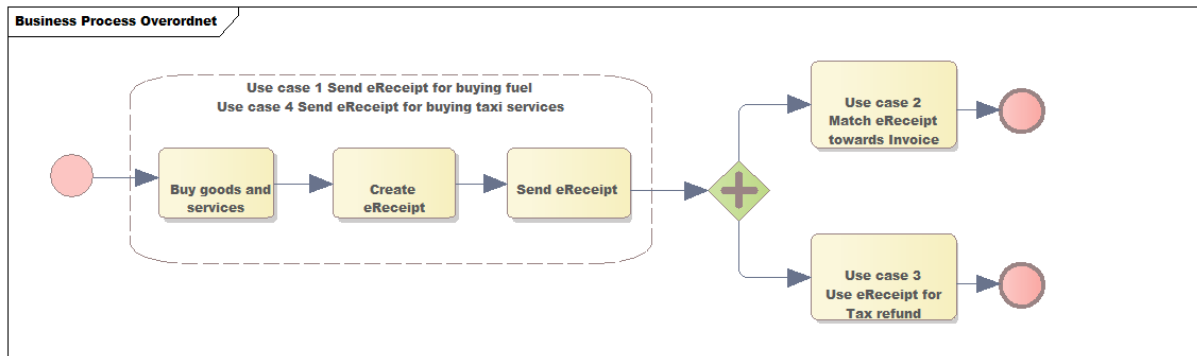 Business Process Overordnet
Use case 1 Send eReceipt for buying fuel
Use case 4 Send eReceipt for buying taxi services
Buy goods and
services
Create
eReceipt
Send eReceipt
Use case 2
Match eReceipt
towards Invoice
Use case 3
Use eReceipt for
Tax refund